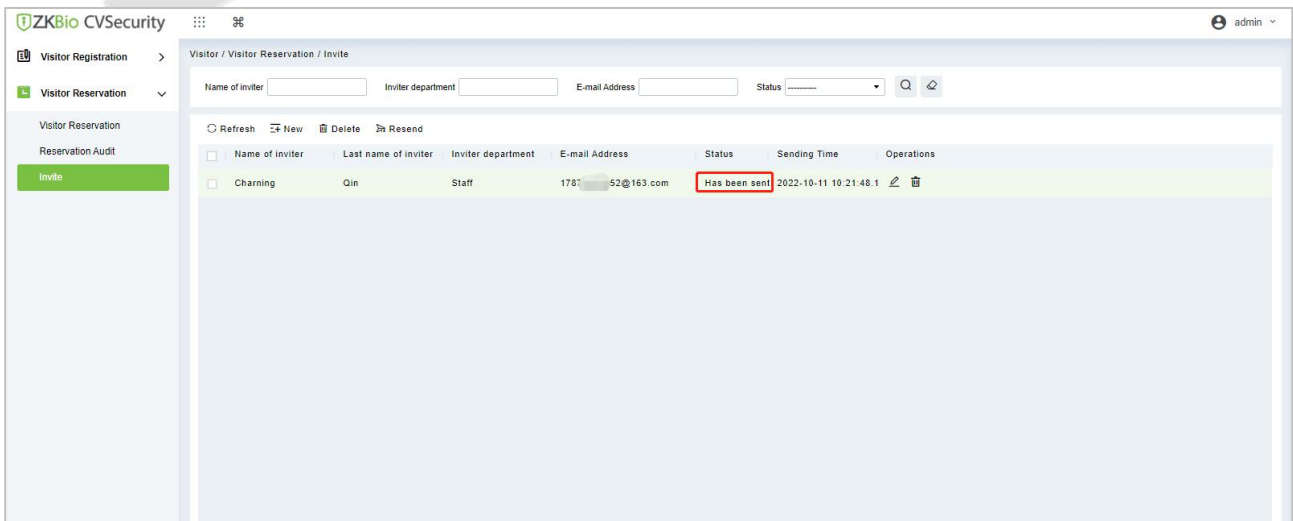 ZKBio CVSecurity
admin
Visitor Registration
Visitor Reservation
Visitor Reservation
Reservation Audit
Invite
Visitor / Visitor Reservation / Invite
Name of inviter Inviter department E-mail Address Status ----------
Refresh New Delete Resend
Name of inviter Last name of inviter Inviter department E-mail Address Status Sending Time Operations
Charning Qin Staff 178 52@163.com Has been sent 2022-10-11 10:21:48.1